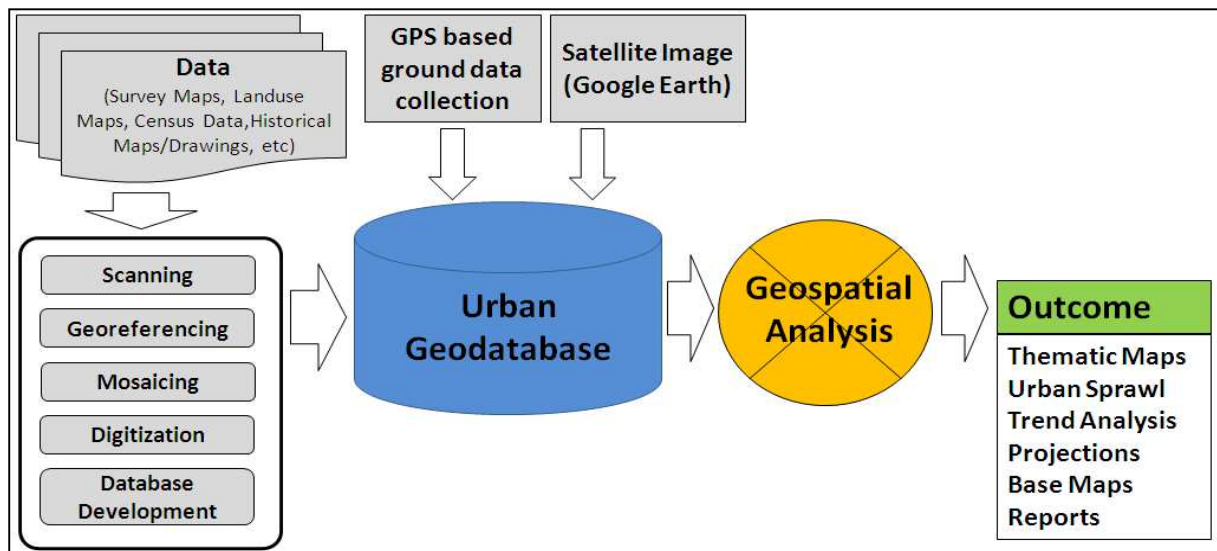 Data
(Survey Maps, Landuse
Maps, Census Data,Historical
Maps/Drawings, etc)
GPS based
ground data
collection
Satellite Image
(Google Earth)
Scanning
Georeferencing
Mosaicing
Digitization
Database
Development
Urban
Geodatabase
Geospatial
Analysis
Outcome
Thematic Maps
Urban Sprawl
Trend Analysis
Projections
Base Maps
Reports